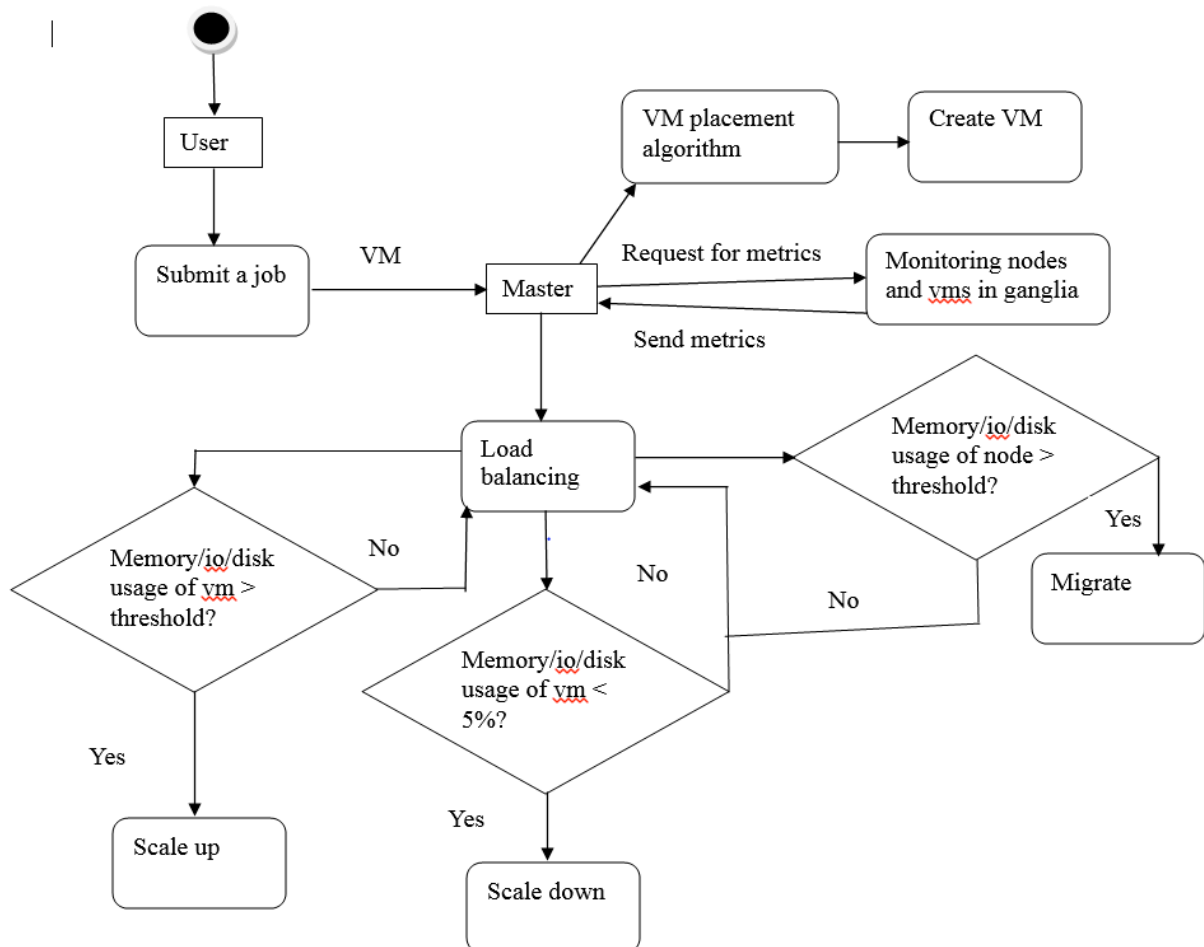 User
Submit a job
VM
Master
VM placement
algorithm
Create VM
Request for metrics
Send metrics
Monitoring nodes
and vms in ganglia
Load
balancing
Memory/io/disk
usage of node >
threshold?
Yes
Migrate
No
Memory/io/disk
usage of vm >
threshold?
No
Yes
Scale up
Memory/io/disk
usage of vm <
5%?
No
Yes
Scale down